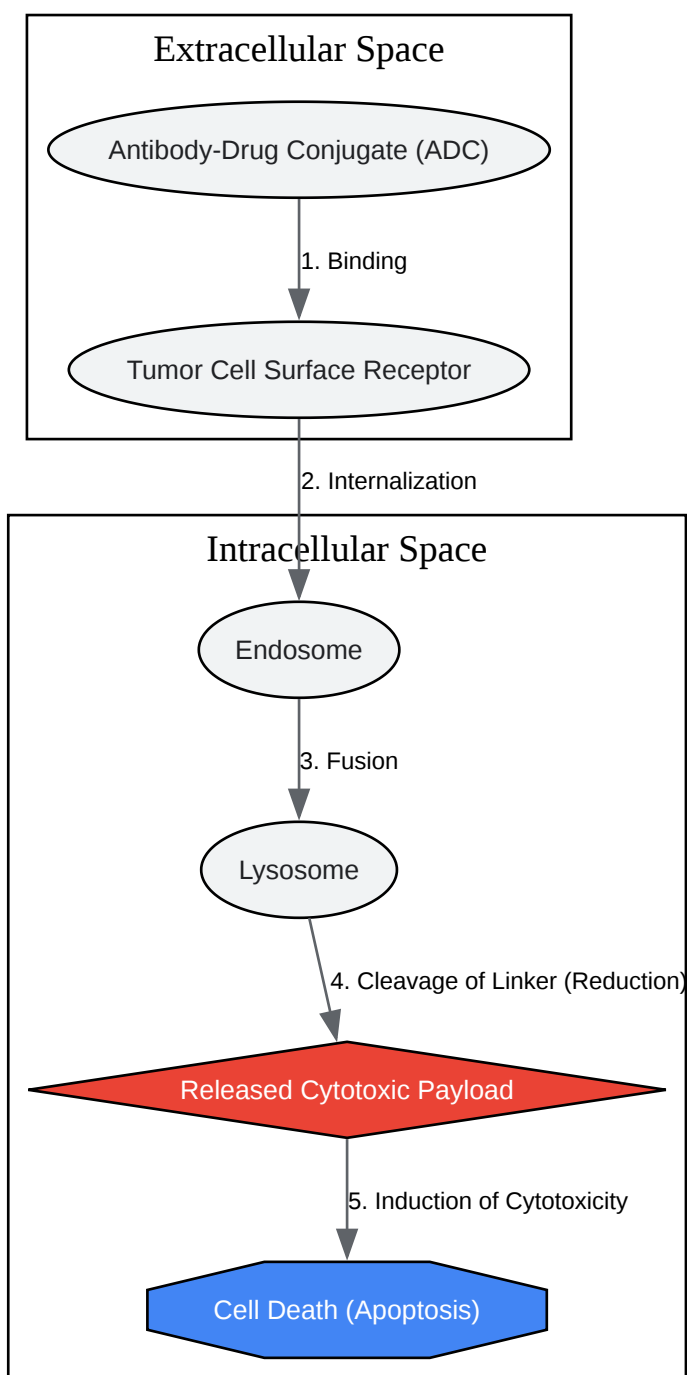 Extracellular Space
Antibody-Drug Conjugate (ADC)
1. Binding
Tumor Cell Surface Receptor
2. Internalization
Intracellular Space
Endosome
3. Fusion
Lysosome
4. Cleavage of Linker (Reduction)
Released Cytotoxic Payload
5. Induction of Cytotoxicity
Cell Death (Apoptosis)